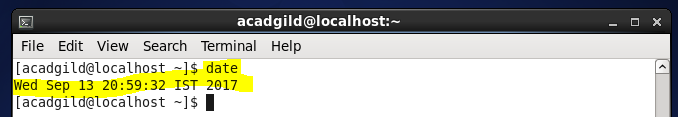 acadgild@localhost:~
File Edit View Search Terminal Help
[acadgild@localhost ~]$ date
Wed Sep 13 20:59:32 IST 2017
[acadgild@localhost ~]$